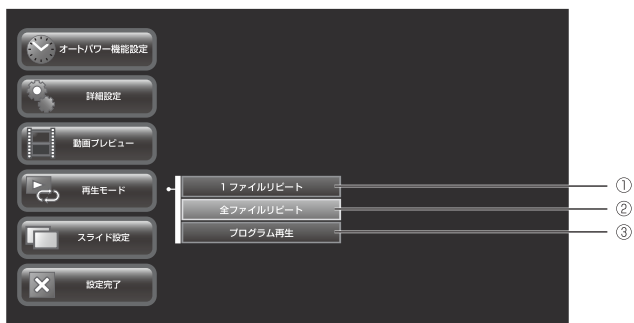 オートパワー機能設定
詳細設定
動画プレビュー
再生モード
1 ファイルリピート
①
全ファイルリピート
②
プログラム再生
③
スライド設定
設定完了